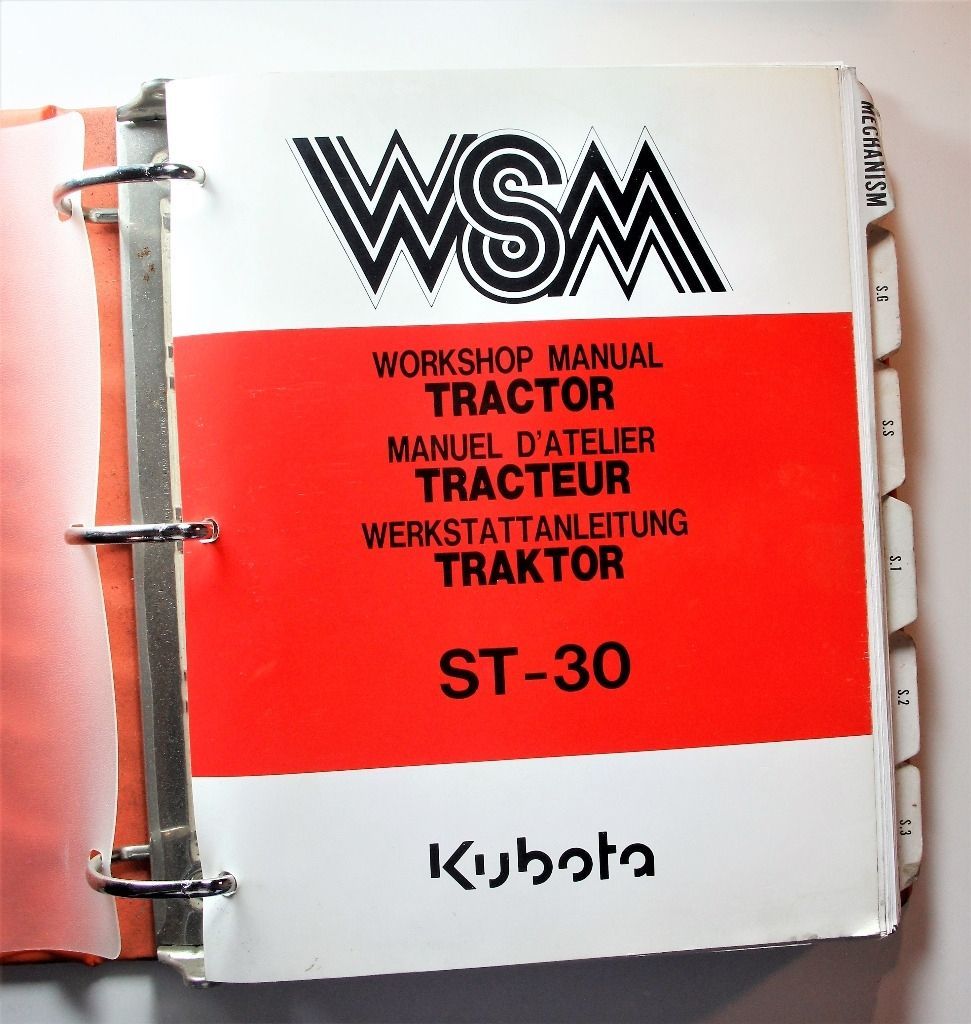 WSM
WORKSHOP MANUAL
TRACTOR
MANUEL D'ATELIER
TRACTEUR
WERKSTATTANLEITUNG
TRAKTOR
ST-30
Kubota
MECHANISM
S.G
S.S
S.1
S.2
S.3